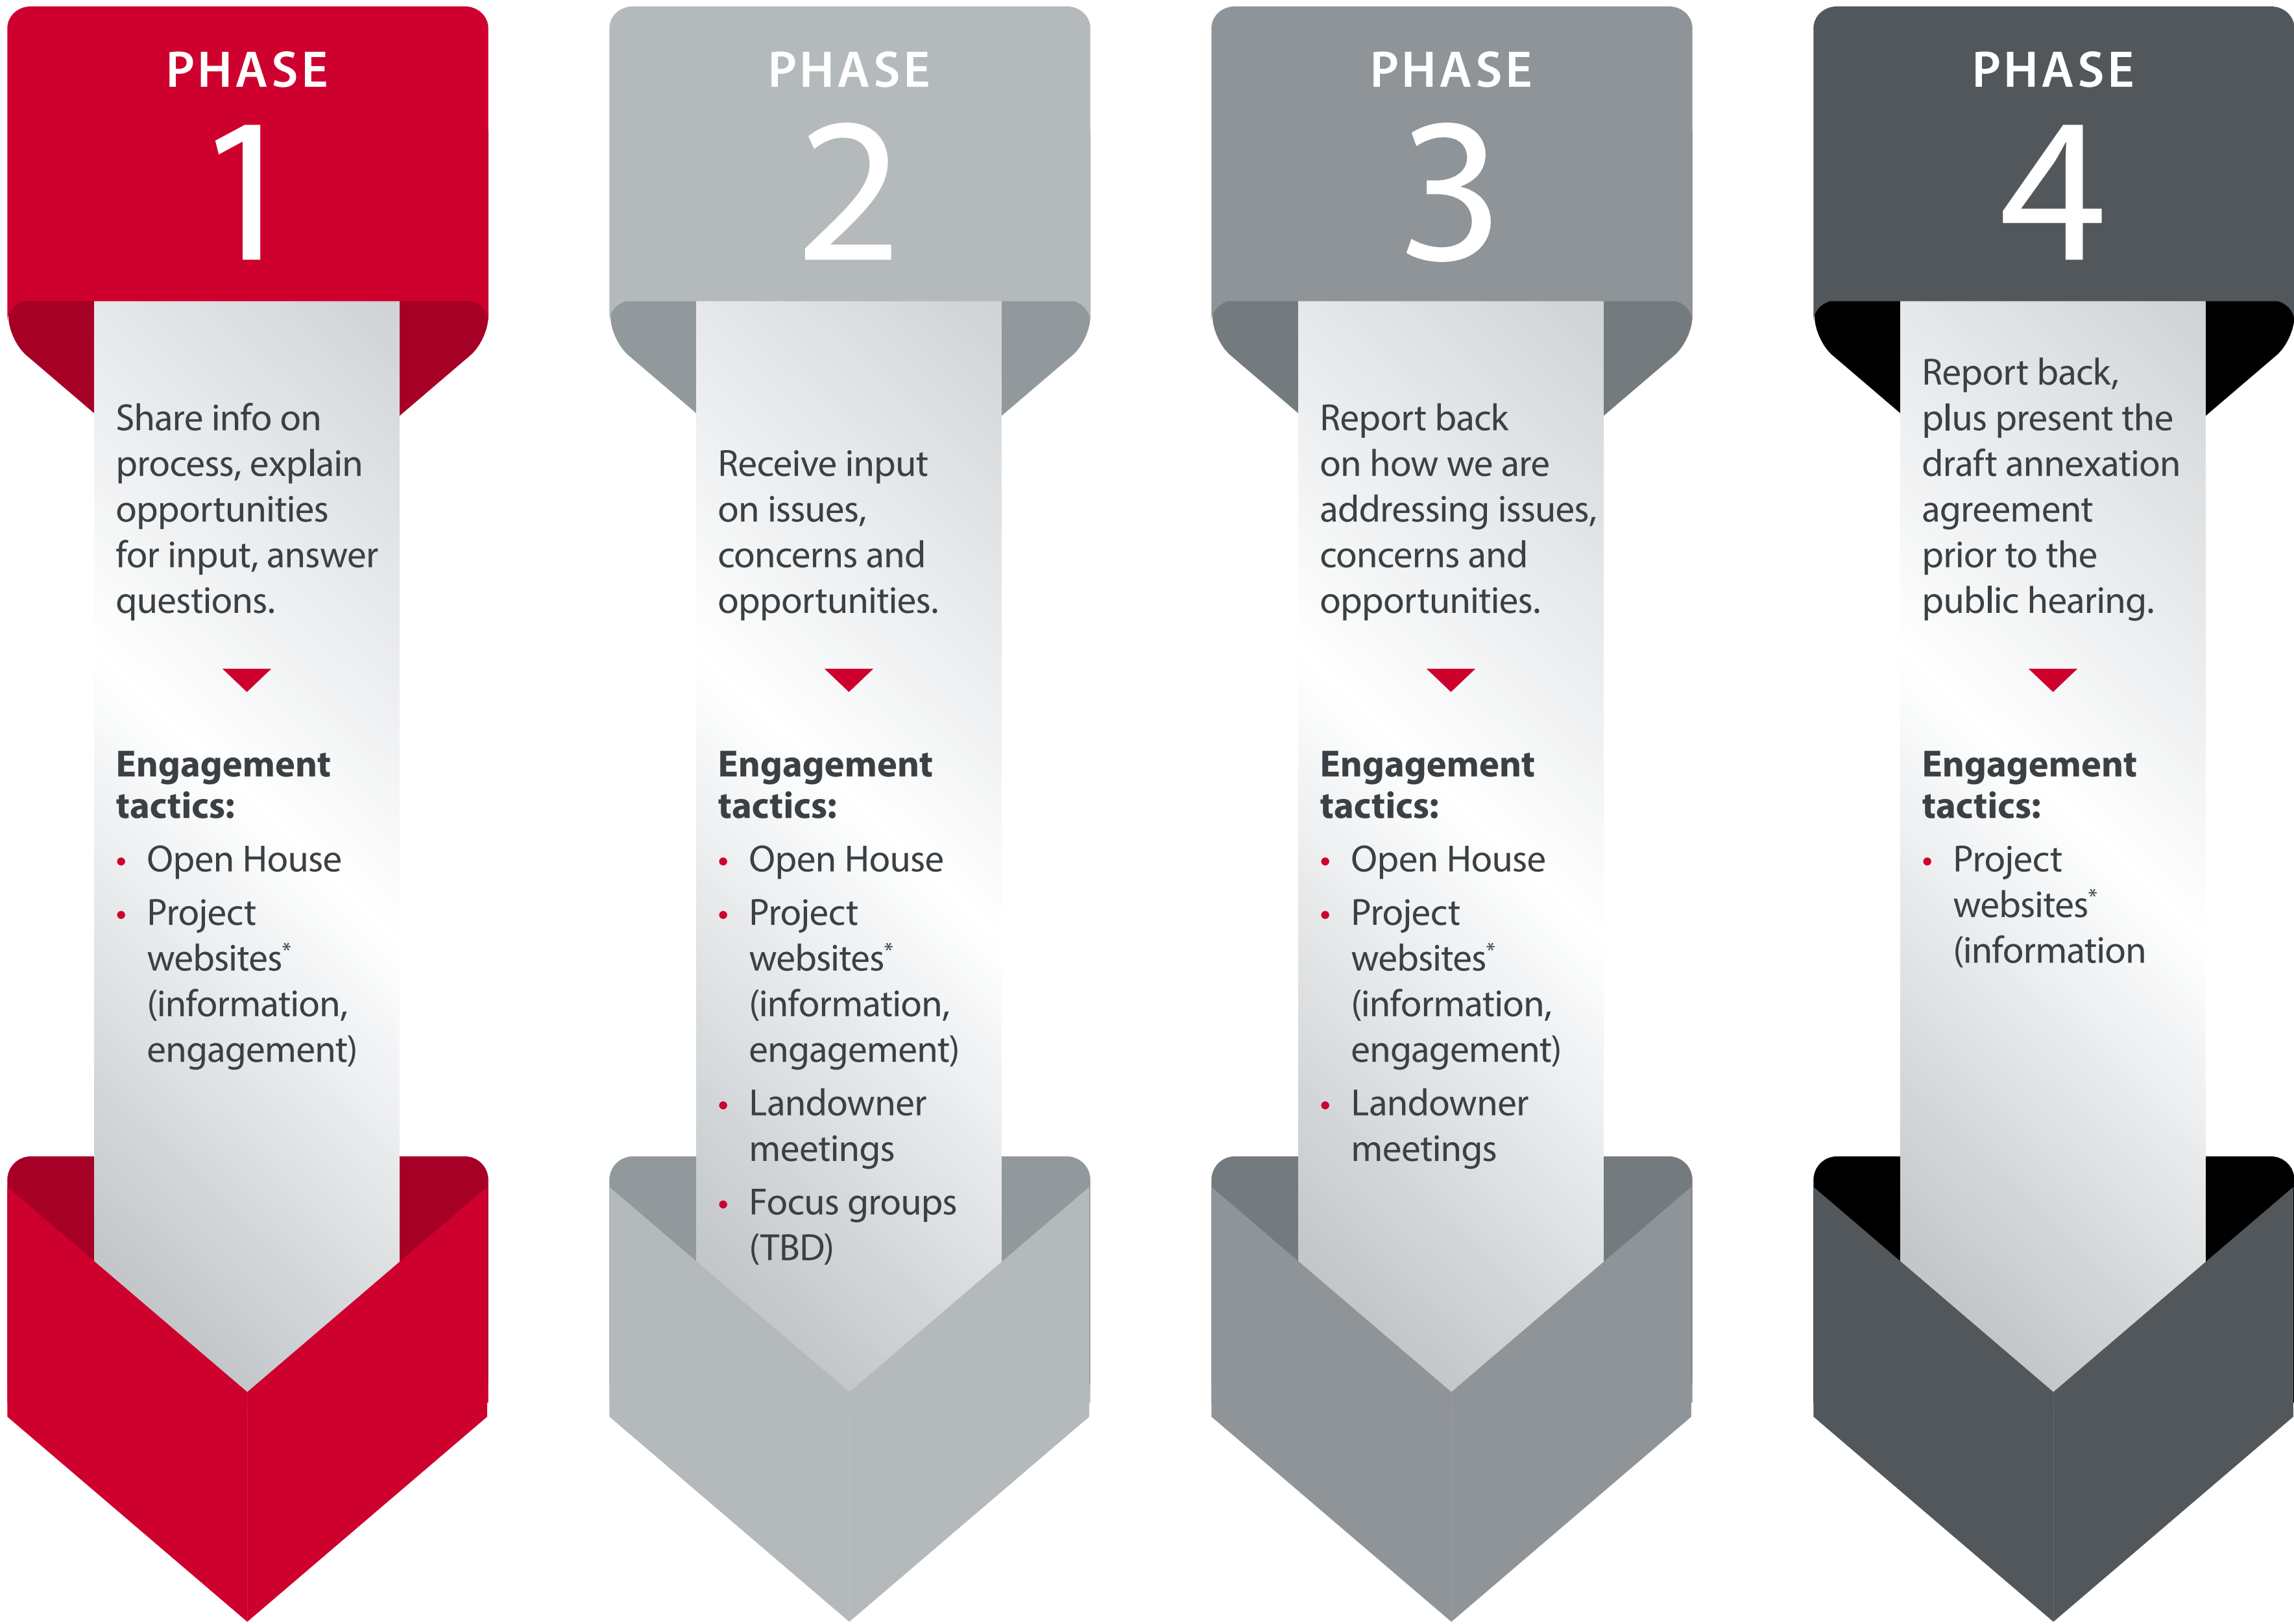 PHASE
1
Share info on
process, explain
opportunities
for input, answer
questions.
Engagement
tactics:
• Open House
• Project
websites*
(information,
engagement)
PHASE
2
Receive input
on issues,
concerns and
opportunities.
Engagement
tactics:
• Open House
• Project
websites*
(information,
engagement)
• Landowner
meetings
• Focus groups
(TBD)
PHASE
3
Report back
on how we are
addressing issues,
concerns and
opportunities.
Engagement
tactics:
• Open House
• Project
websites*
(information,
engagement)
• Landowner
meetings
PHASE
4
Report back,
plus present the
draft annexation
agreement
prior to the
public hearing.
Engagement
tactics:
• Project
websites*
(information